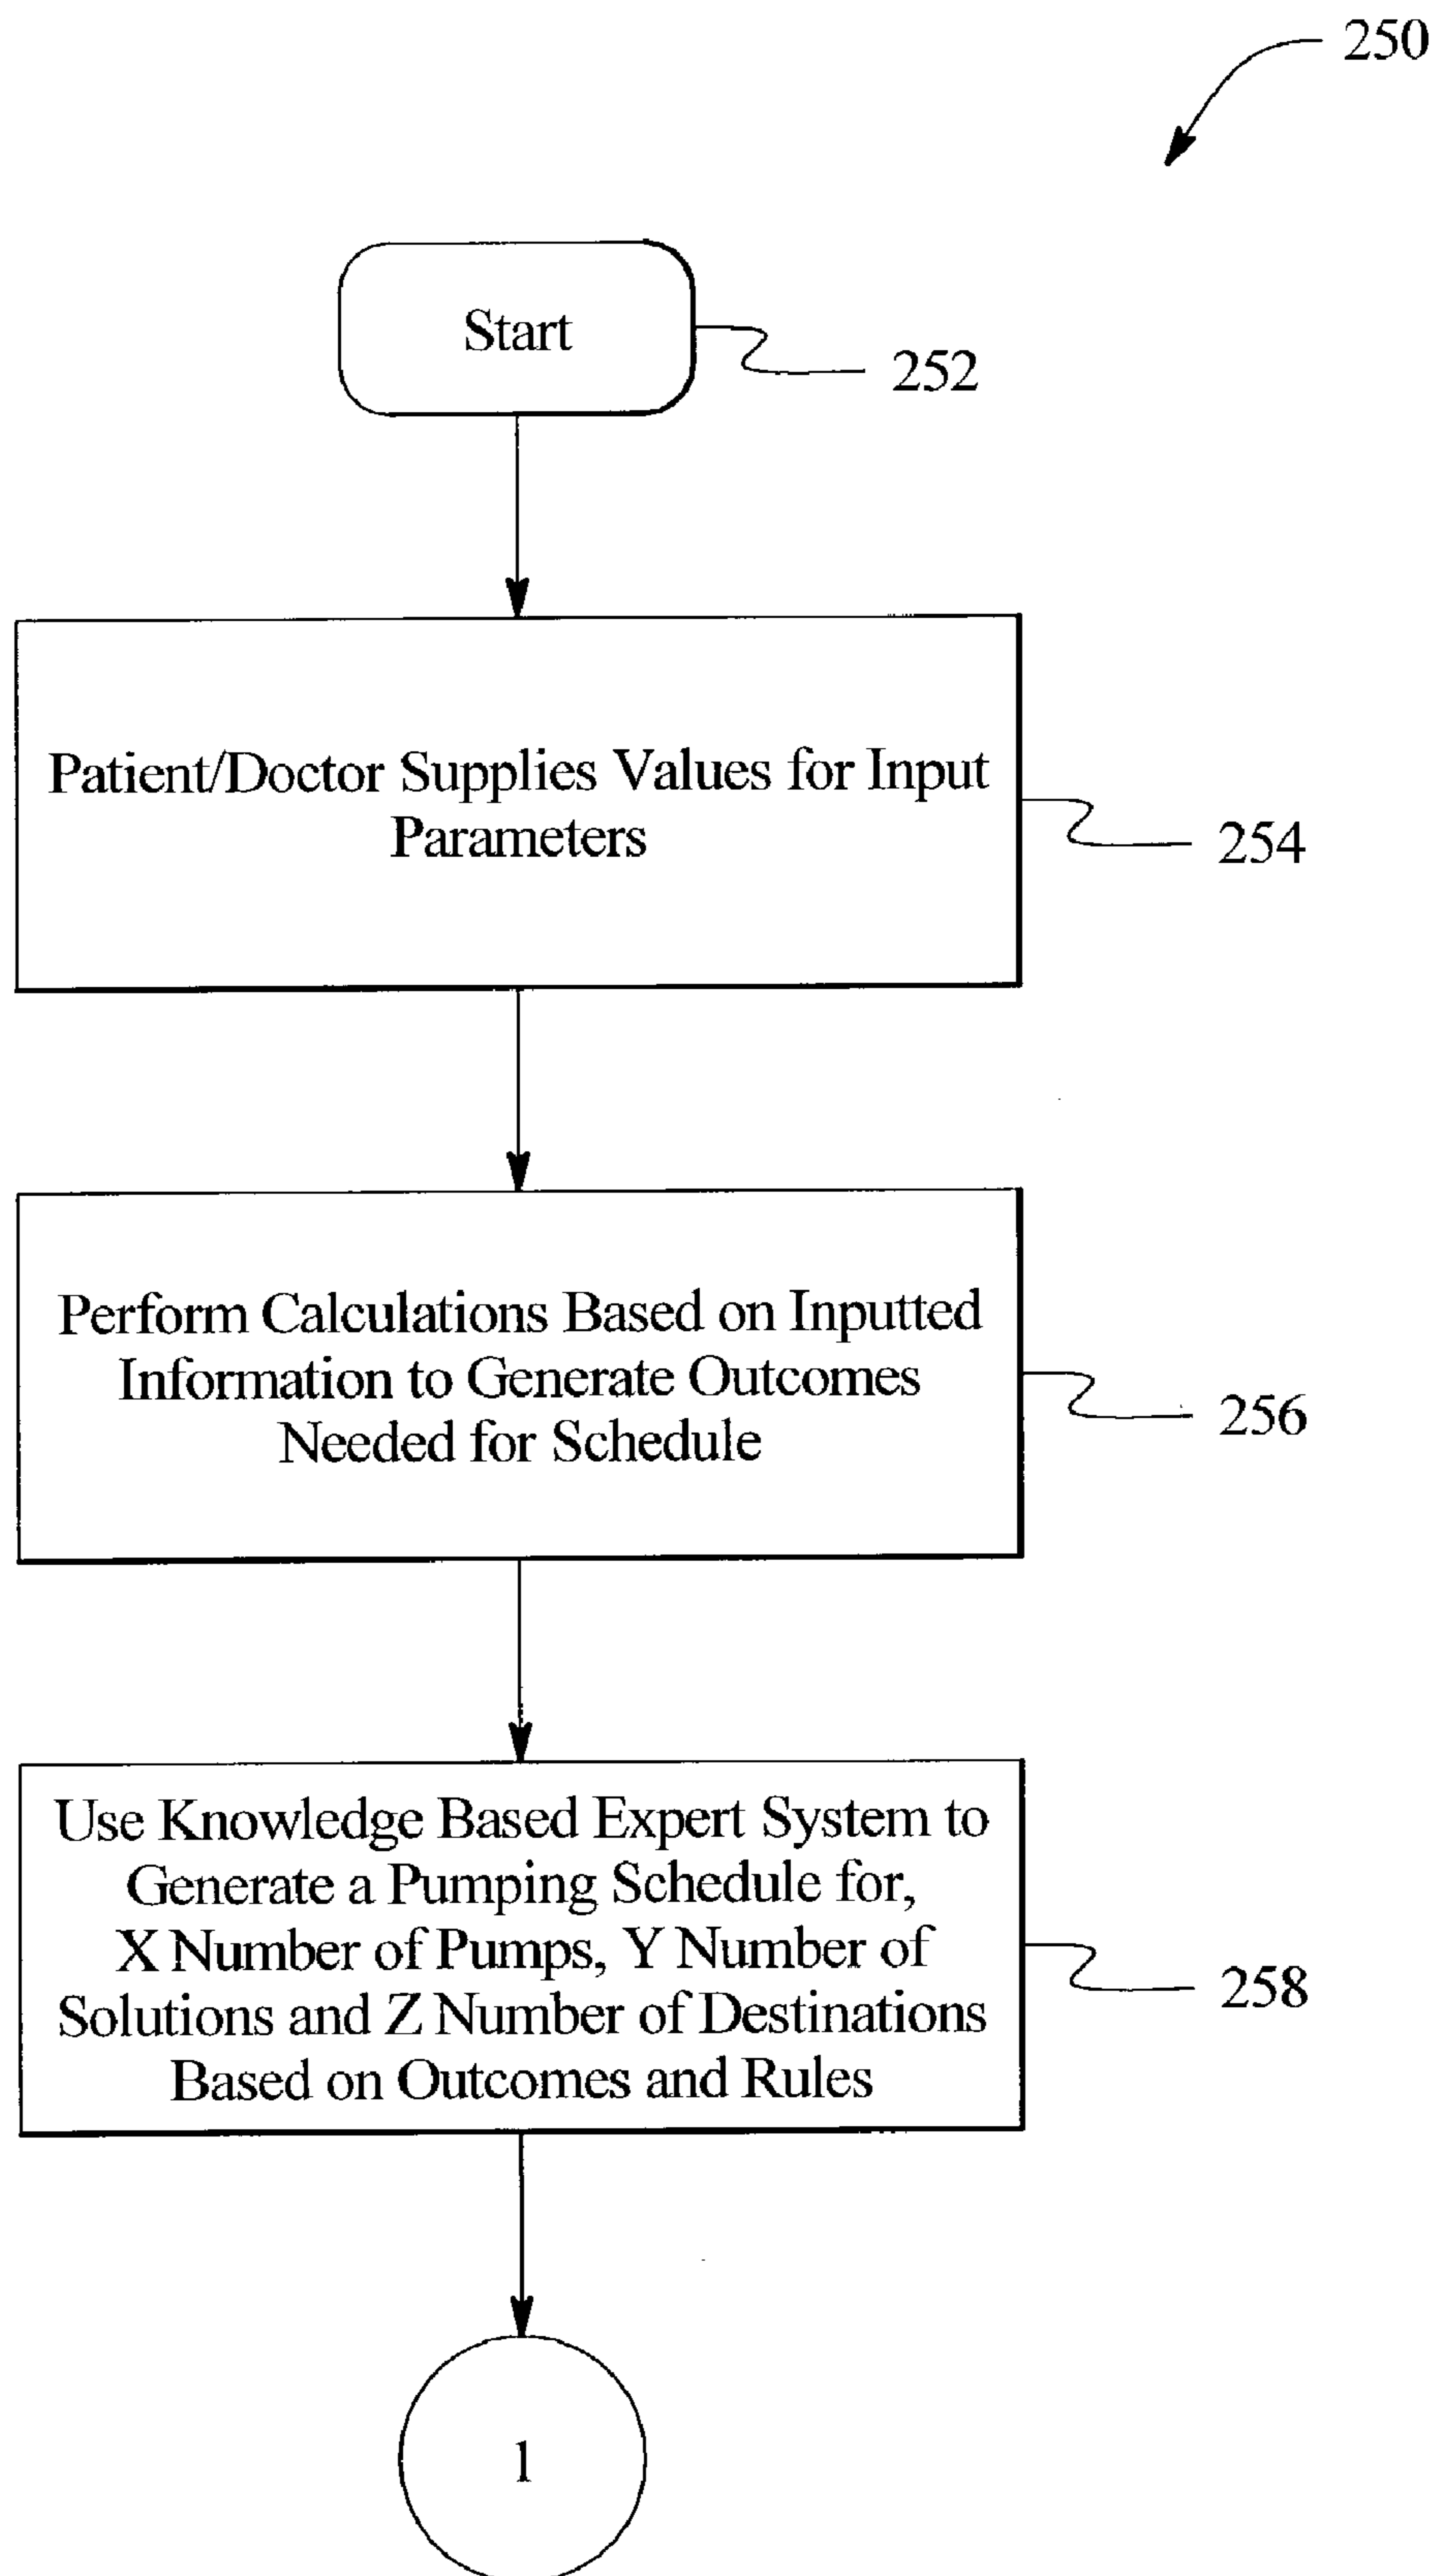 250
Start
252
Patient/Doctor Supplies Values for Input
Parameters
254
Perform Calculations Based on Inputted
Information to Generate Outcomes
Needed for Schedule
256
Use Knowledge Based Expert System to
Generate a Pumping Schedule for,
X Number of Pumps, Y Number of
Solutions and Z Number of Destinations
Based on Outcomes and Rules
258
1